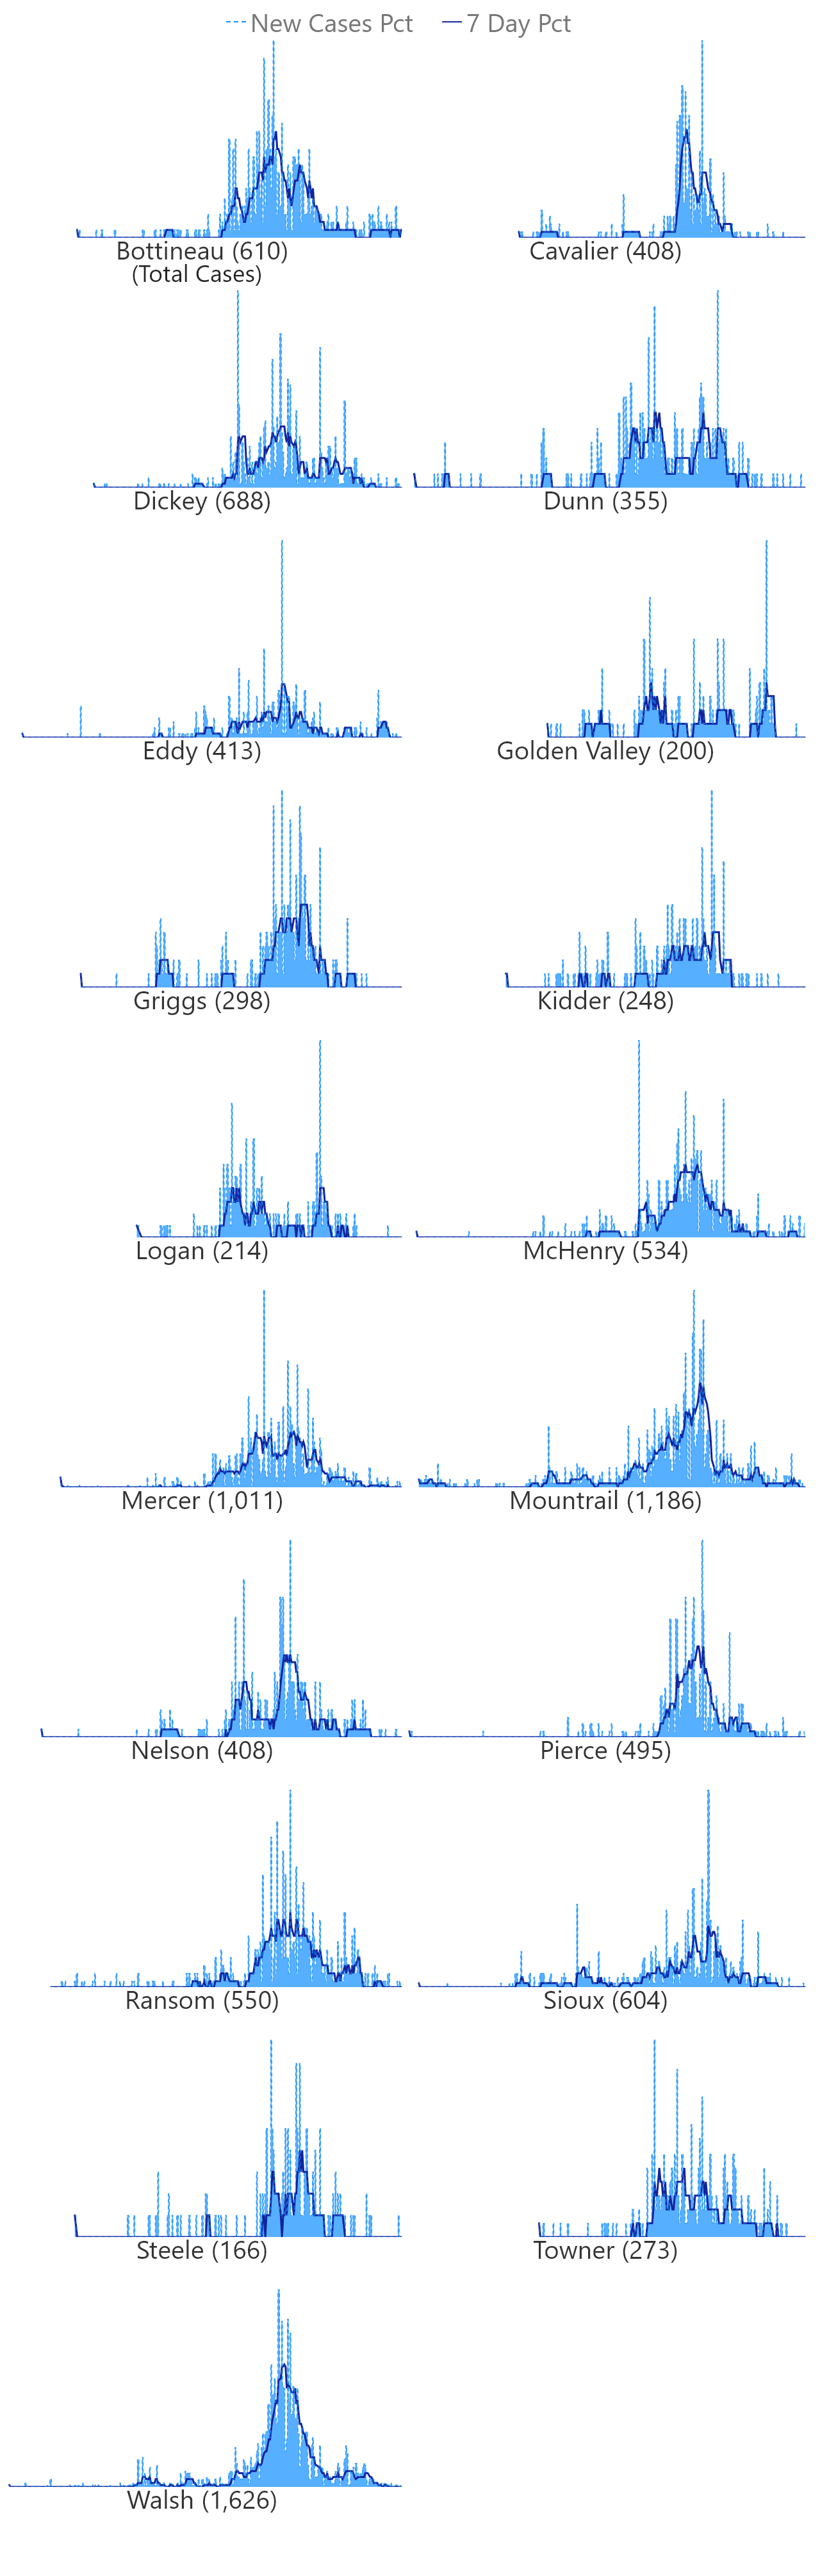 New Cases Pct 7 Day Pct
Bottineau (610) Cavalier (408)
(Total Cases)
Dickey (688) Dunn (355)
Eddy (413) Golden Valley (200)
Griggs (298) Kidder (248)
Logan (214) McHenry (534)
Mercer (1,011) Mountrail (1,186)
Nelson (408) Pierce (495)
Ransom (550) Sioux (604)
Steele (166) Towner (273)
Walsh (1,626)